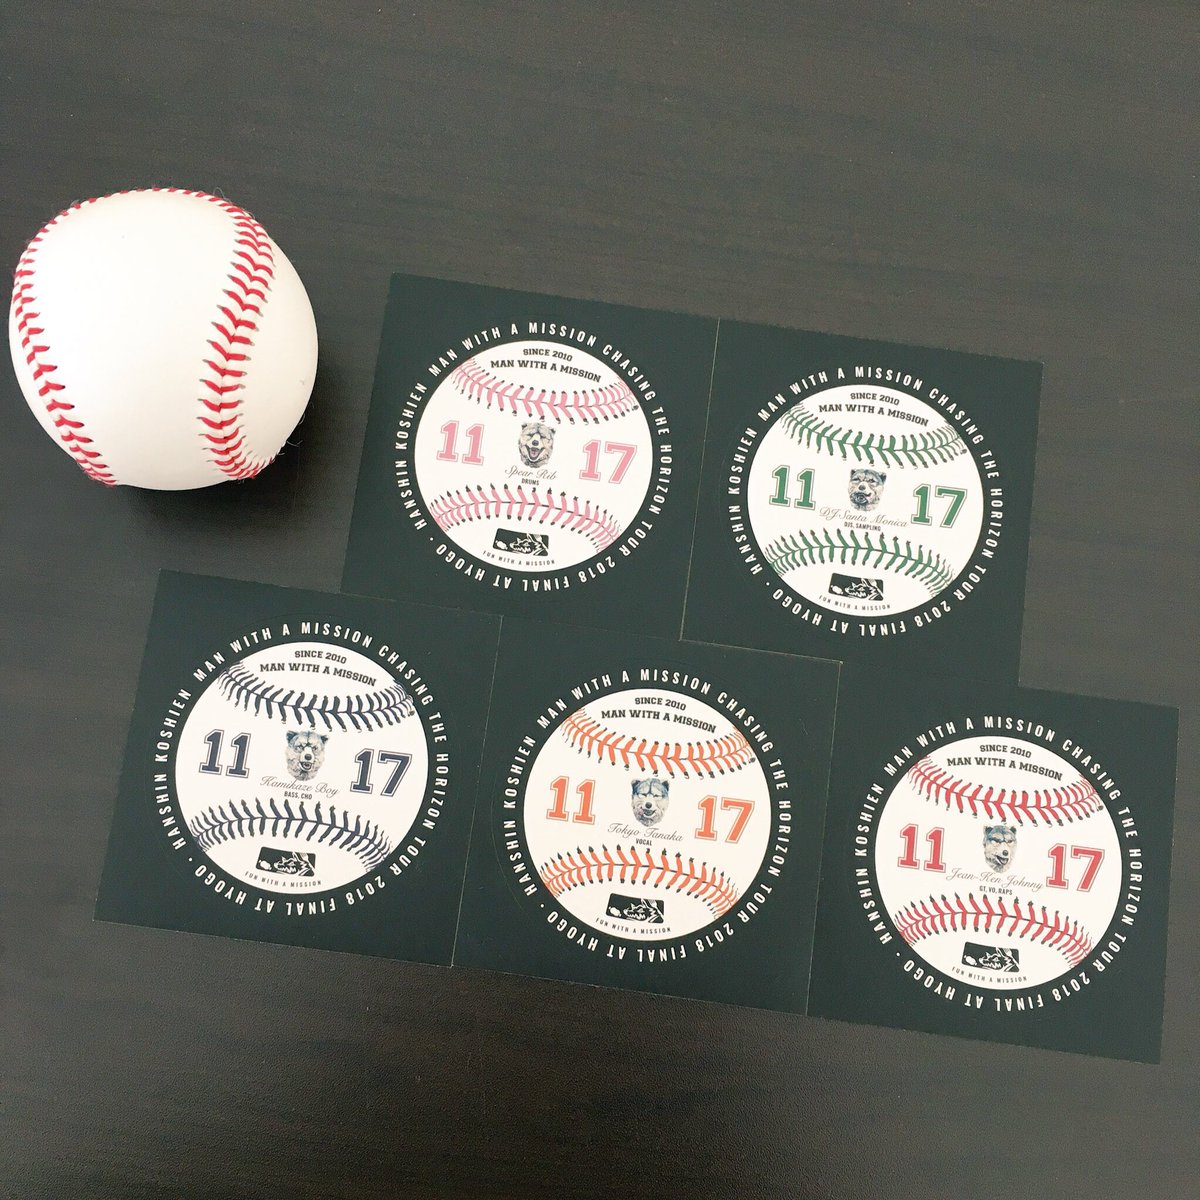 MAN WITH A MISSION CHASING THE HORIZON TOUR 2018 FINAL AT HYOGO · HANSHIN KOSHIEN
SINCE 2010
MAN WITH A MISSION
11 17
Spear Rib
DRUMS
FUN WITH A MISSION
MAN WITH A MISSION CHASING THE HORIZON TOUR 2018 FINAL AT HYOGO · HANSHIN KOSHIEN
SINCE 2010
MAN WITH A MISSION
11 17
DJ Santa Monica
DJS, SAMPLING
FUN WITH A MISSION
MAN WITH A MISSION CHASING THE HORIZON TOUR 2018 FINAL AT HYOGO · HANSHIN KOSHIEN
SINCE 2010
MAN WITH A MISSION
11 17
Kamikaze Boy
BASS, CHO
FUN WITH A MISSION
MAN WITH A MISSION CHASING THE HORIZON TOUR 2018 FINAL AT HYOGO · HANSHIN KOSHIEN
SINCE 2010
MAN WITH A MISSION
11 17
Tokyo Tanaka
VOCAL
FUN WITH A MISSION
MAN WITH A MISSION CHASING THE HORIZON TOUR 2018 FINAL AT HYOGO · HANSHIN KOSHIEN
SINCE 2010
MAN WITH A MISSION
11 17
Jean-Ken Johnny
GT, VO, RAPS
FUN WITH A MISSION